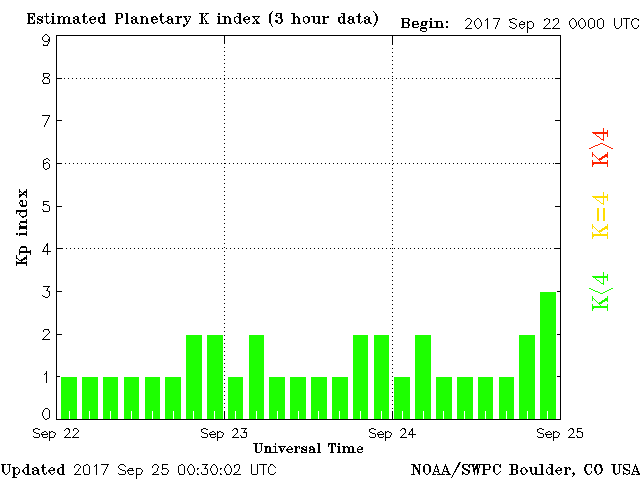 Estimated Planetary K index (3 hour data) Begin: 2017 Sep 22 0000 UTC
9
8
7
6
5
4
3
2
1
0
Kp index
K>4
K=4
K<4
Sep 22 Sep 23 Sep 24 Sep 25
Universal Time
Updated 2017 Sep 25 00:30:02 UTC NOAA/SWPC Boulder, CO USA